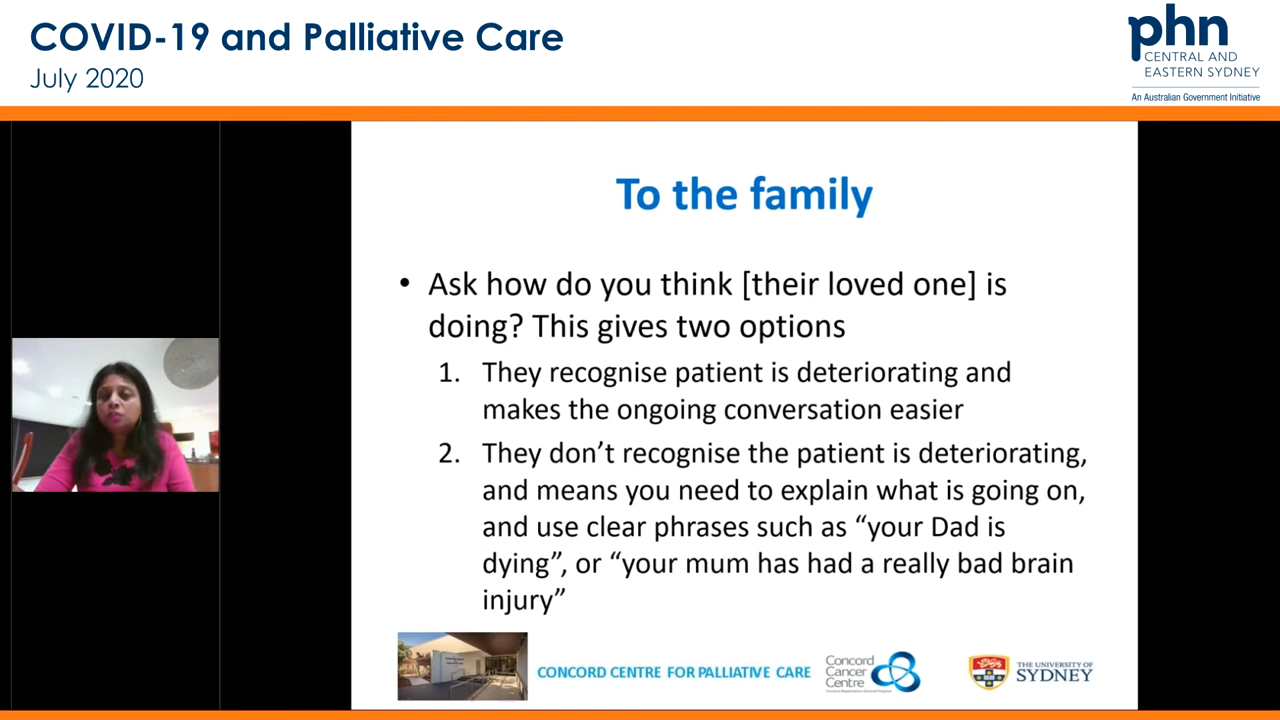 COVID-19 and Palliative Care
July 2020
phn
CENTRAL AND
EASTERN SYDNEY
An Australian Government Initiative
To the family
• Ask how do you think [their loved one] is
doing? This gives two options
1. They recognise patient is deteriorating and
makes the ongoing conversation easier
2. They don’t recognise the patient is deteriorating,
and means you need to explain what is going on,
and use clear phrases such as “your Dad is
dying”, or “your mum has had a really bad brain
injury”
CONCORD CENTRE FOR PALLIATIVE CARE
Concord
Cancer
Centre
THE UNIVERSITY OF
SYDNEY